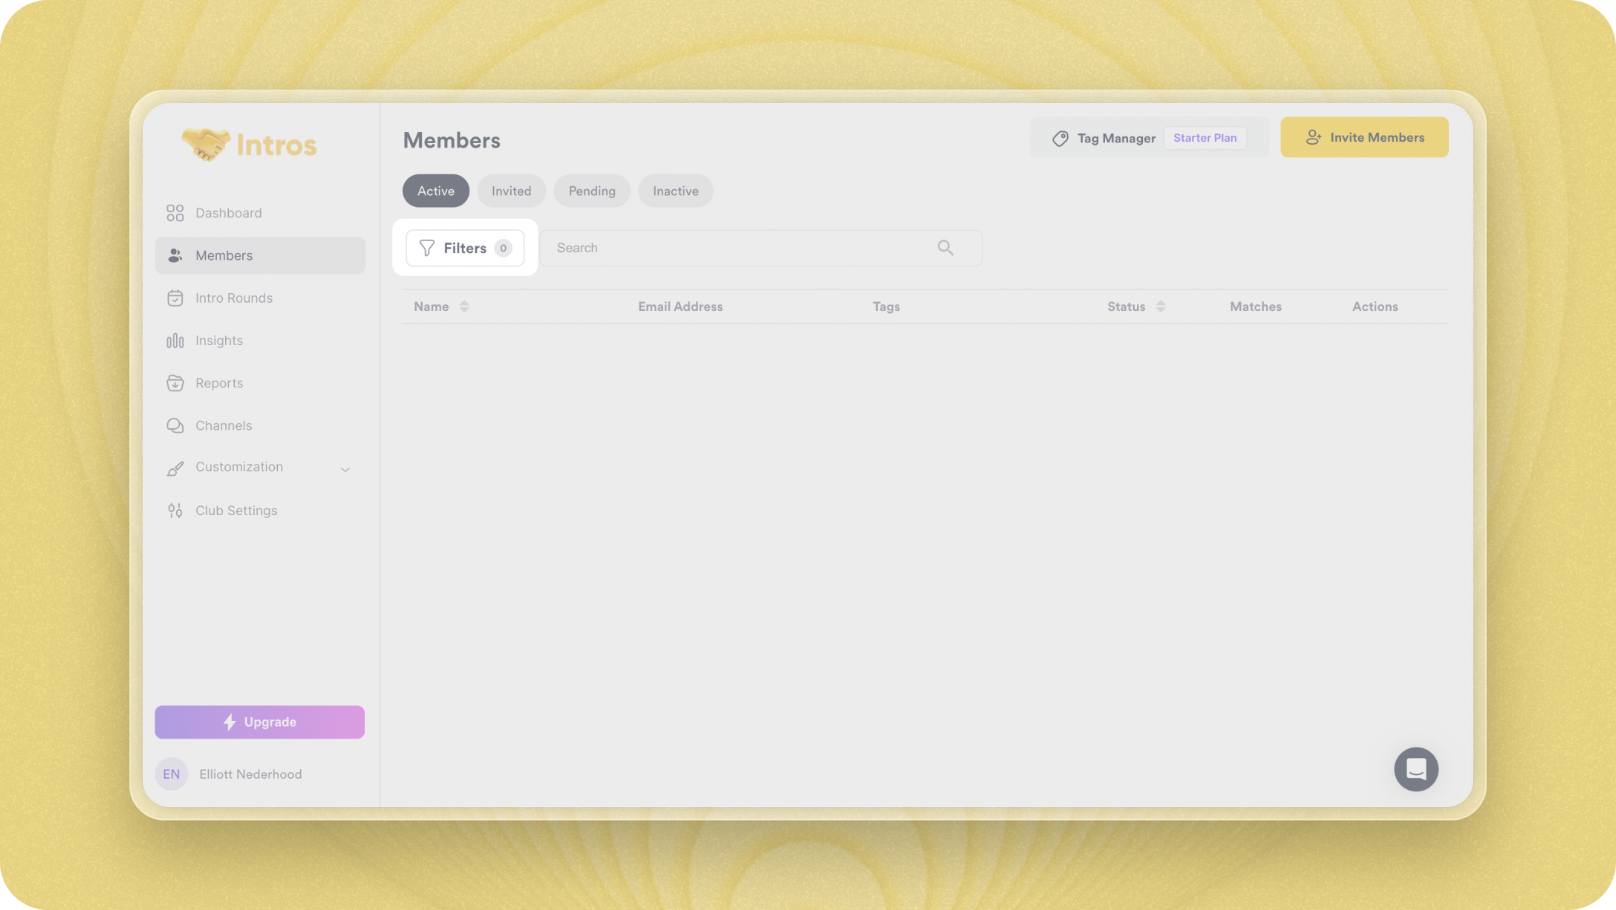 Intros
Dashboard
Members
Intro Rounds
Insights
Reports
Channels
Customization
Club Settings
Upgrade
EN Elliott Nederhood
Members
Tag Manager Starter Plan
Invite Members
Active Invited Pending Inactive
Filters 0 Search
Name Email Address Tags Status Matches Actions